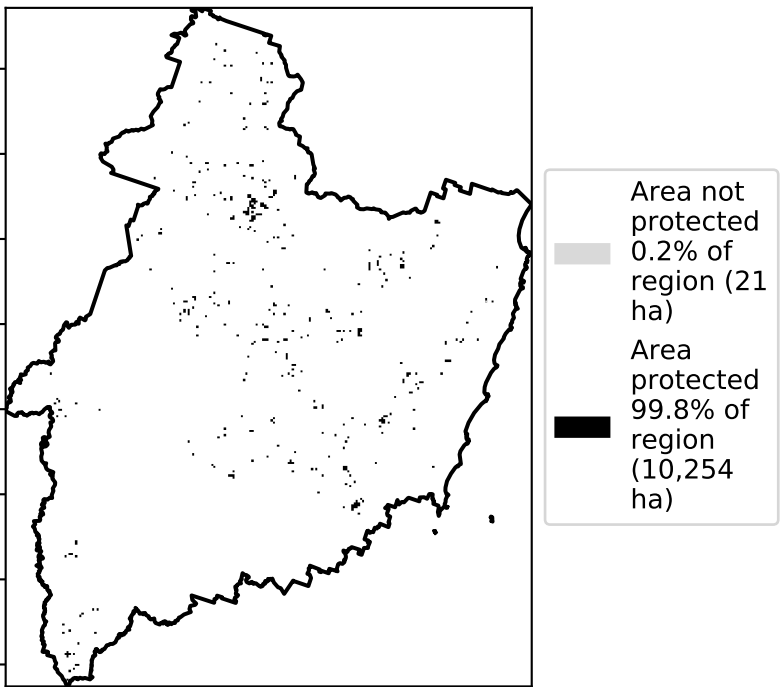 Area not
protected
0.2% of
region (21
ha)
Area
protected
99.8% of
region
(10,254
ha)